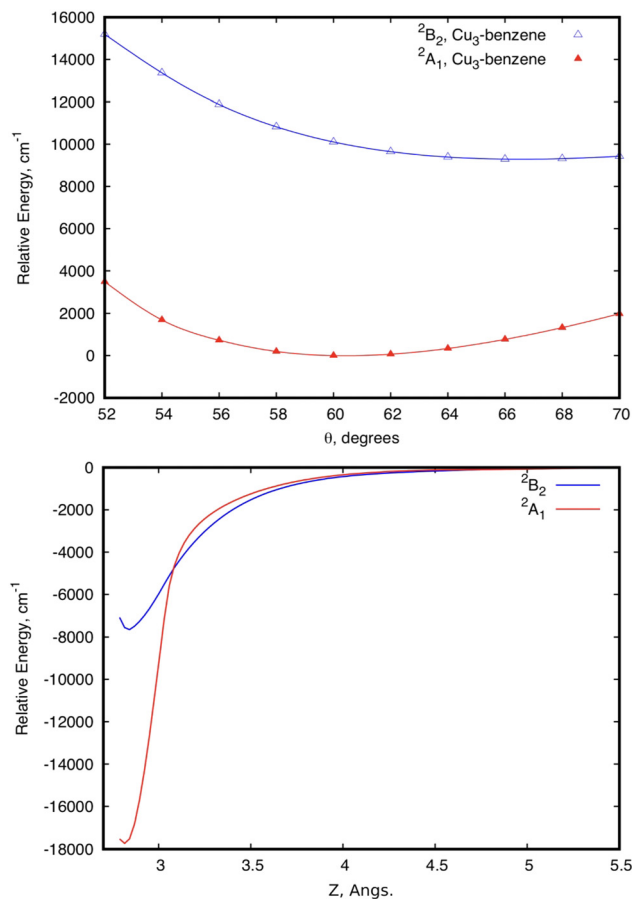 16000
14000
12000
10000
8000
6000
4000
2000
0
-2000
Relative Energy, cm⁻¹
²B₂, Cu₃-benzene
²A₁, Cu₃-benzene
52 54 56 58 60 62 64 66 68 70
θ, degrees
0
-2000
-4000
-6000
-8000
-10000
-12000
-14000
-16000
-18000
Relative Energy, cm⁻¹
²B₂
²A₁
3 3.5 4 4.5 5 5.5
Z, Angs.